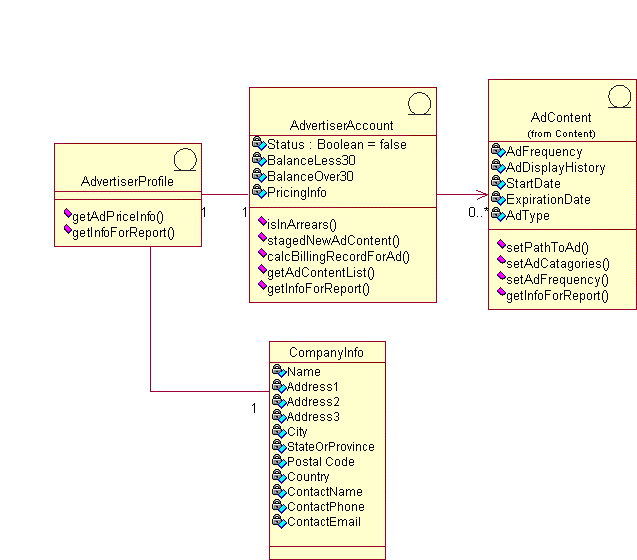 AdvertiserProfile
getAdPriceInfo()
getInfoForReport()
1
1
AdvertiserAccount
Status : Boolean = false
BalanceLess30
BalanceOver30
PricingInfo
isInArrears()
stagedNewAdContent()
calcBillingRecordForAd()
getAdContentList()
getInfoForReport()
0..*
AdContent
(from Content)
AdFrequency
AdDisplayHistory
StartDate
ExpirationDate
AdType
setPathToAd()
setAdCatagories()
setAdFrequency()
getInfoForReport()
1
CompanyInfo
Name
Address1
Address2
Address3
City
StateOrProvince
Postal Code
Country
ContactName
ContactPhone
ContactEmail